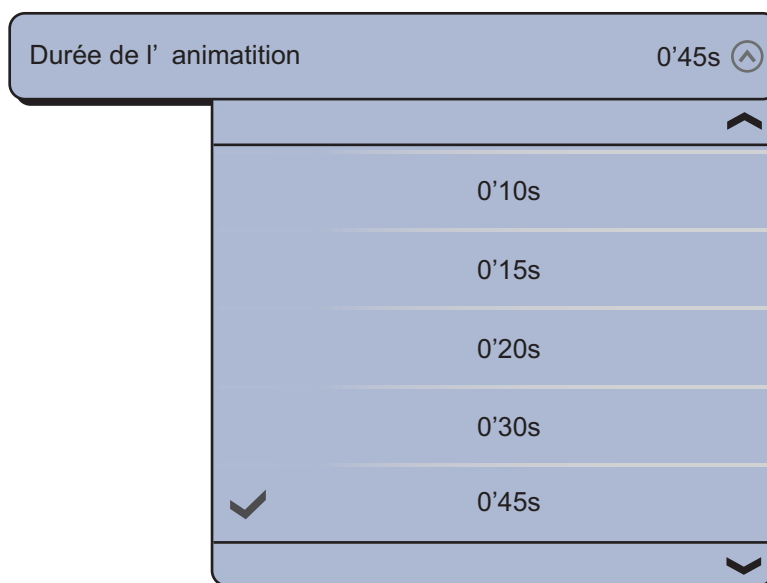 Durée de l’ animatition 0’45s
0’10s
0’15s
0’20s
0’30s
0’45s